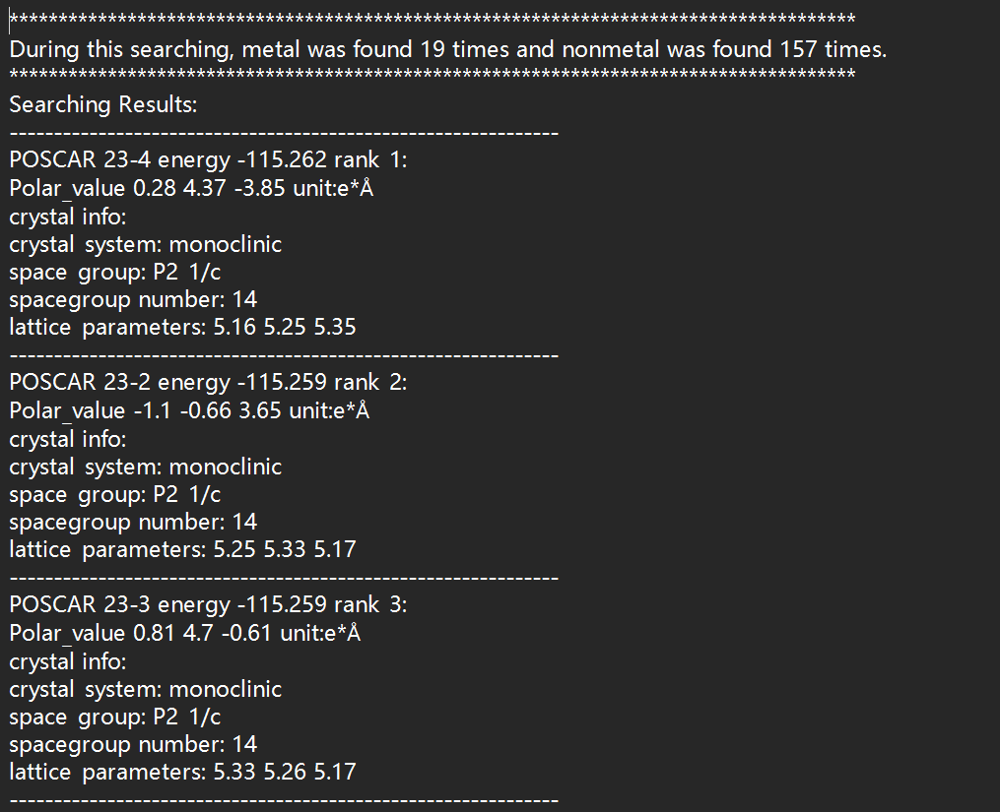 **************************************************************************************
During this searching, metal was found 19 times and nonmetal was found 157 times.
**************************************************************************************
Searching Results:
--------------------------------------------------------------
POSCAR 23-4 energy -115.262 rank 1:
Polar_value 0.28 4.37 -3.85 unit:e*Å
crystal info:
crystal system: monoclinic
space group: P2_1/c
spacegroup number: 14
lattice parameters: 5.16 5.25 5.35
--------------------------------------------------------------
POSCAR 23-2 energy -115.259 rank 2:
Polar_value -1.1 -0.66 3.65 unit:e*Å
crystal info:
crystal system: monoclinic
space group: P2_1/c
spacegroup number: 14
lattice parameters: 5.25 5.33 5.17
--------------------------------------------------------------
POSCAR 23-3 energy -115.259 rank 3:
Polar_value 0.81 4.7 -0.61 unit:e*Å
crystal info:
crystal system: monoclinic
space group: P2_1/c
spacegroup number: 14
lattice parameters: 5.33 5.26 5.17
--------------------------------------------------------------